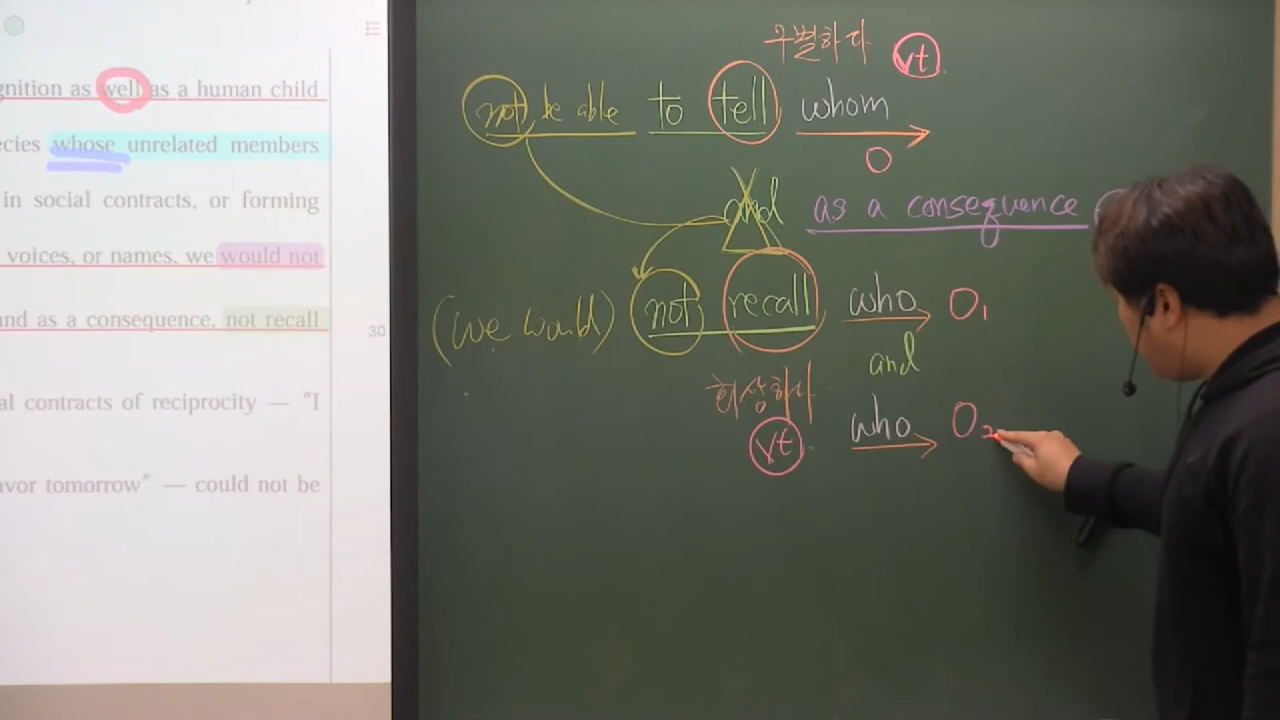 gnition as well as a human child
ecies whose unrelated members
in social contracts, or forming
voices, or names, we would not
and as a consequence, not recall
30
al contracts of reciprocity — “I
avor tomorrow” — could not be
구별하다 vt
not be able to tell whom
O
and as a consequence
(we would) not recall who O1
and
회상하다
vt who O2